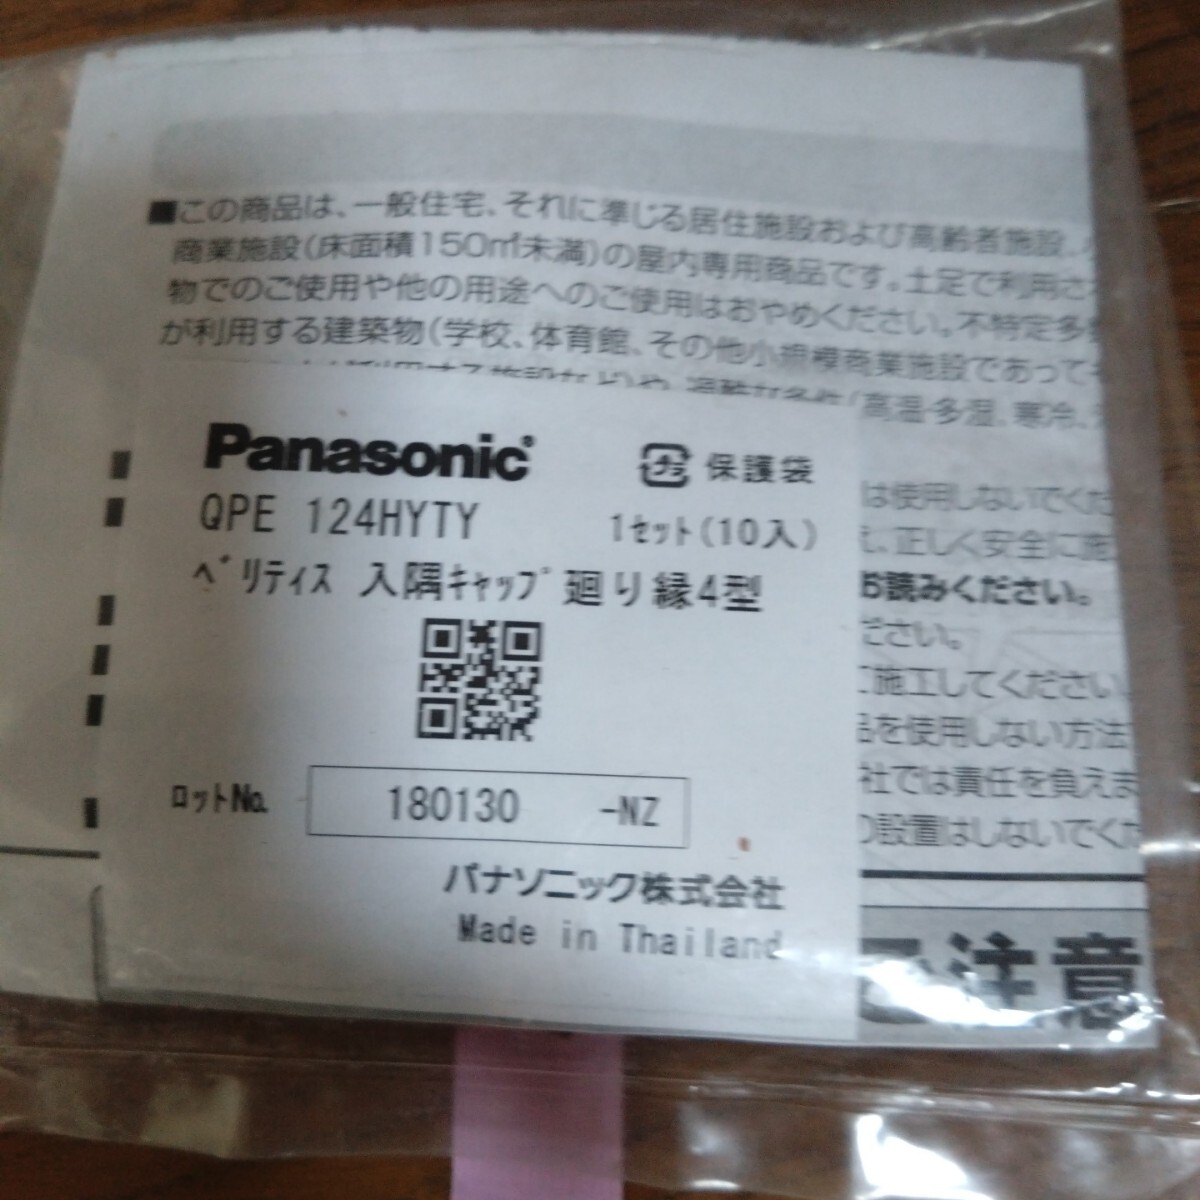 ■この商品は、一般住宅、それに準じる居住施設および高齢者施設、
商業施設(床面積150㎡未満)の屋内専用商品です。土足で利用さ
物でのご使用や他の用途へのご使用はおやめください。不特定多
が利用する建築物(学校、体育館、その他小規模商業施設であって
(高温・多湿、寒冷、
Panasonic
プラ 保護袋
QPE 124HYTY
1セット(10入)
ベリティス 入隅キャップ 廻り縁4型
ロットNo. 180130 -NZ
パナソニック株式会社
Made in Thailand
は使用しないでくだ
正しく安全に施
お読みください。
ださい。
施工してください。
品を使用しない方法
社では責任を負えま
の設置はしないでくだ
ご注意